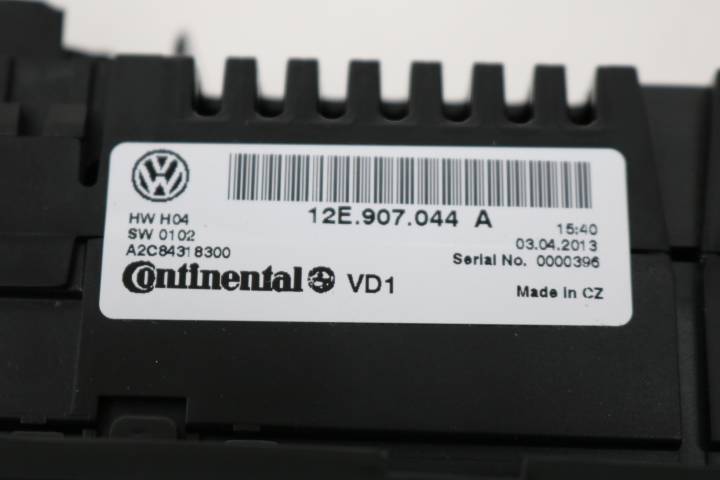 VW
12E.907.044 A
HW H04
SW 0102
A2C84318300
15:40
03.04.2013
Serial No. 0000396
Continental VD1
Made in CZ